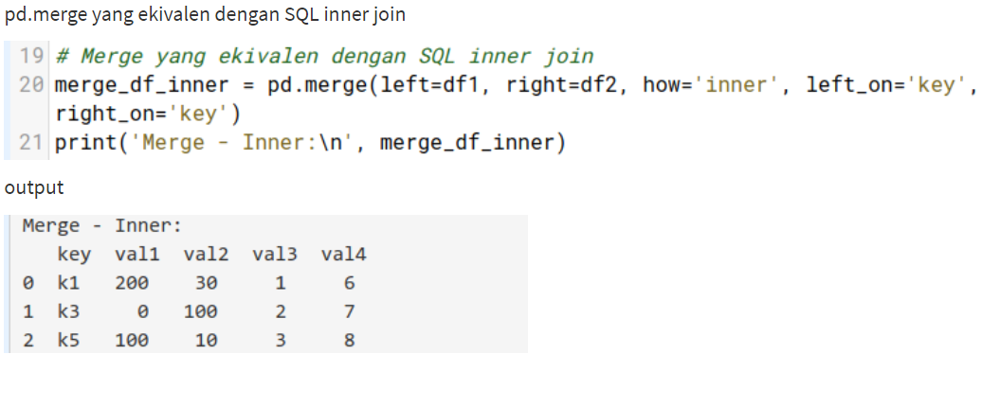 pd.merge yang ekivalen dengan SQL inner join
19 # Merge yang ekivalen dengan SQL inner join
20 merge_df_inner = pd.merge(left=df1, right=df2, how='inner', left_on='key',
right_on='key')
21 print('Merge - Inner:\n', merge_df_inner)
output
Merge - Inner:
key val1 val2 val3 val4
0 k1 200 30 1 6
1 k3 0 100 2 7
2 k5 100 10 3 8